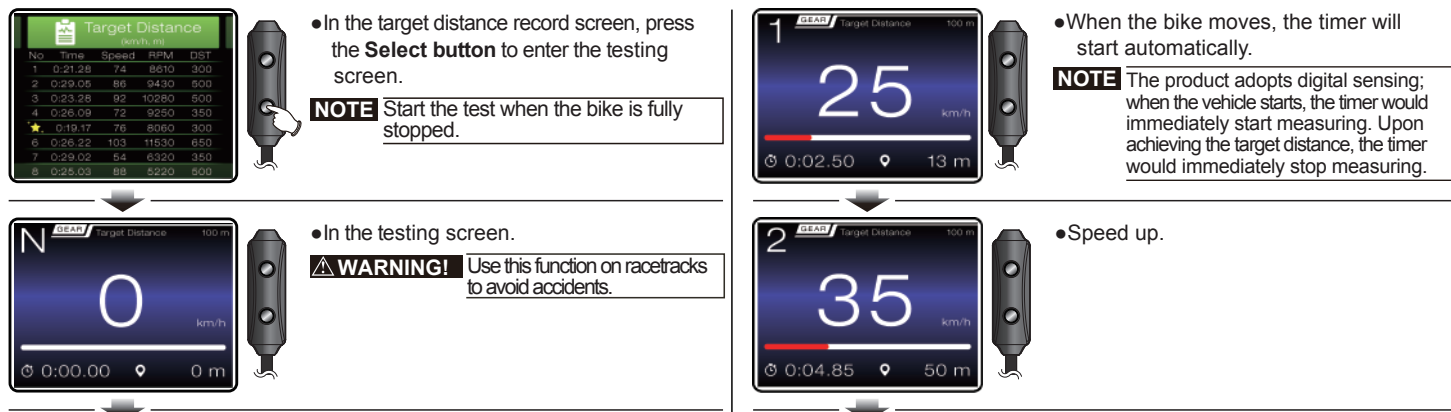 Target Distance
(km/h, m)
No Time Speed RPM DST
1 0:21.28 74 8610 300
2 0:29.05 86 9430 500
3 0:23.28 92 10280 500
4 0:26.09 72 9250 350
0:19.17 76 8060 300
6 0:26.22 103 11530 650
7 0:29.02 54 6320 350
8 0:25.03 88 5220 500
●In the target distance record screen, press
the Select button to enter the testing
screen.
NOTE Start the test when the bike is fully
stopped.
N GEAR Target Distance 100 m
0
km/h
0:00.00 0 m
●In the testing screen.
WARNING! Use this function on racetracks
to avoid accidents.
1 GEAR Target Distance 100 m
25
km/h
0:02.50 13 m
●When the bike moves, the timer will
start automatically.
NOTE The product adopts digital sensing;
when the vehicle starts, the timer would
immediately start measuring. Upon
achieving the target distance, the timer
would immediately stop measuring.
2 GEAR Target Distance 100 m
35
km/h
0:04.85 50 m
●Speed up.